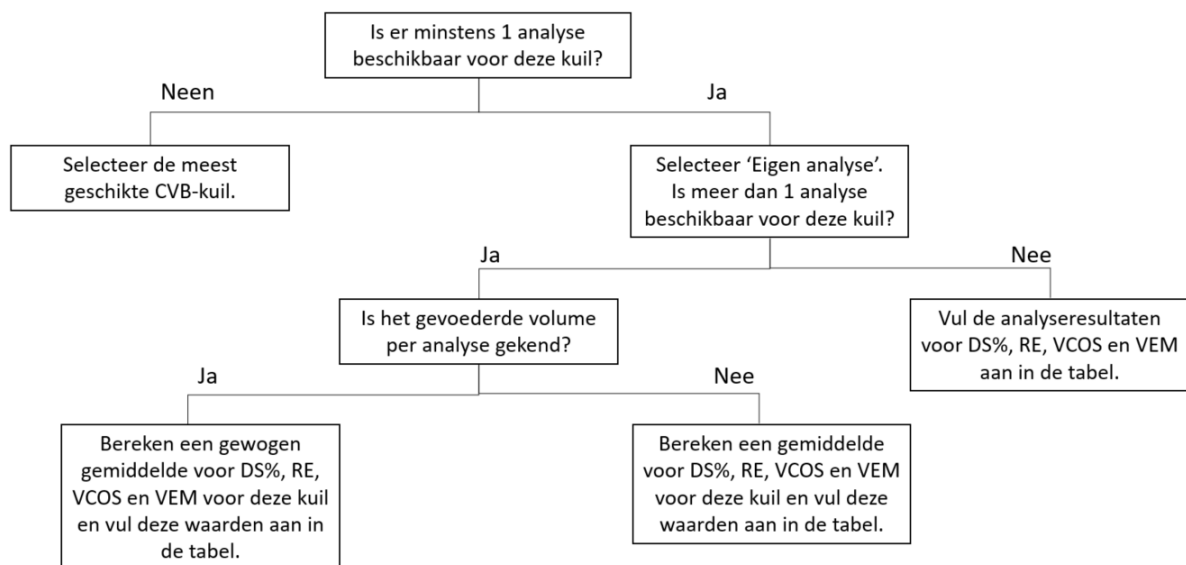 Is er minstens 1 analyse
beschikbaar voor deze kuil?
Neen
Ja
Selecteer de meest
geschikte CVB-kuil.
Selecteer ‘Eigen analyse’.
Is meer dan 1 analyse
beschikbaar voor deze kuil?
Ja
Nee
Is het gevoederde volume
per analyse gekend?
Vul de analyseresultaten
voor DS%, RE, VCOS en VEM
aan in de tabel.
Ja
Nee
Bereken een gewogen
gemiddelde voor DS%, RE,
VCOS en VEM voor deze kuil
en vul deze waarden aan in
de tabel.
Bereken een gemiddelde
voor DS%, RE, VCOS en VEM
voor deze kuil en vul deze
waarden aan in de tabel.